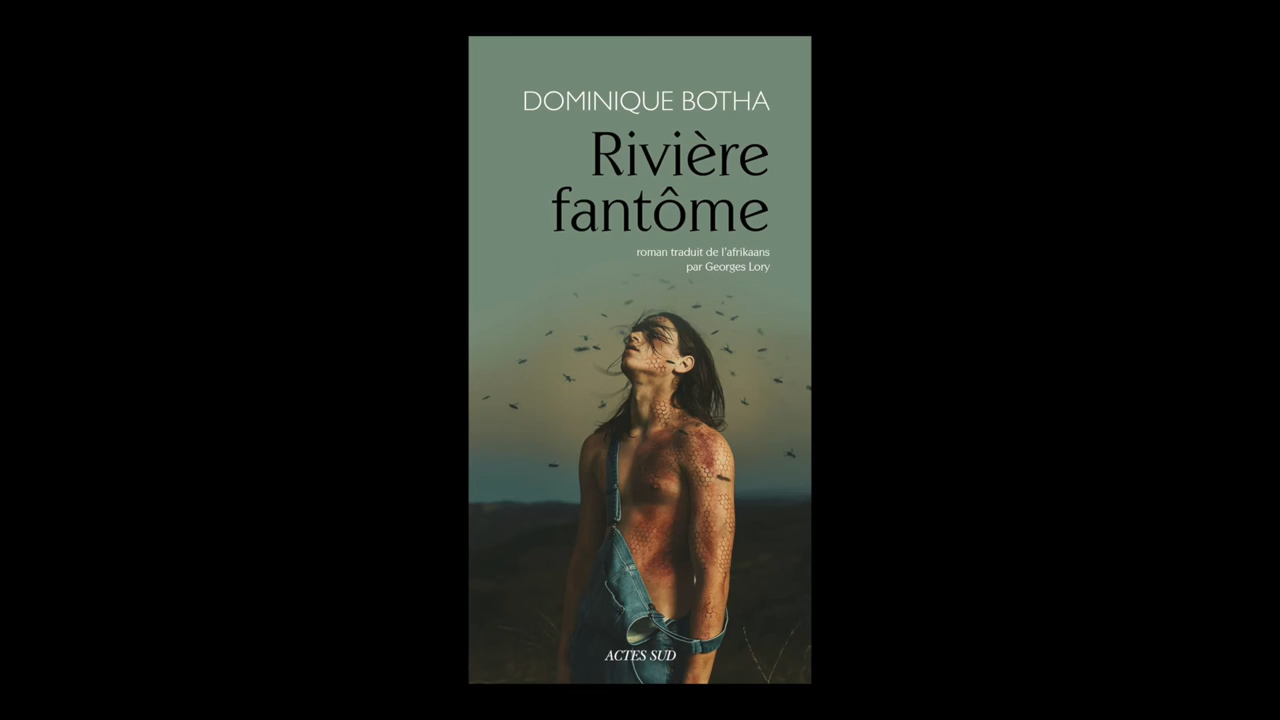 DOMINIQUE BOTHA
Rivière
fantôme
roman traduit de l'afrikaans
par Georges Lory
ACTES SUD